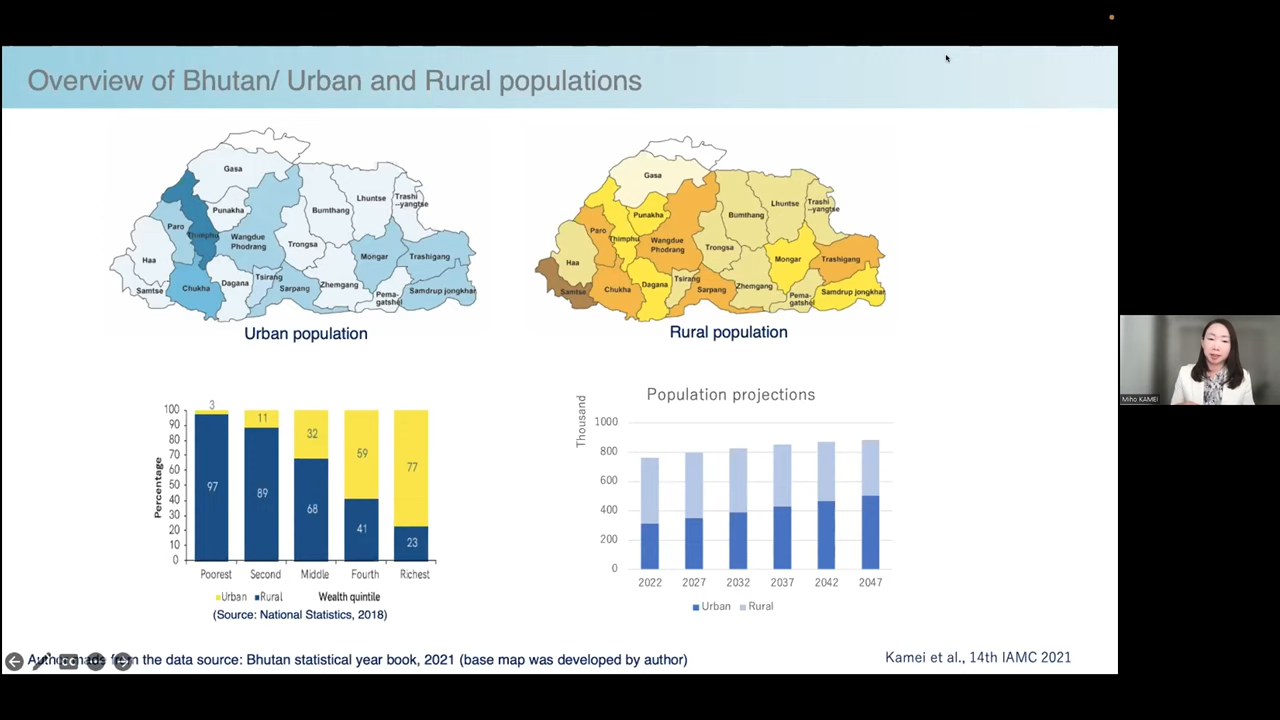 Overview of Bhutan/ Urban and Rural populations
Gasa
Punakha
Paro
Thimphu
Wangdue
Phodrang
Bumthang
Lhuntse
Trashi
–yangtse
Haa
Trongsa
Mongar
Trashigang
Samtse
Chukha
Dagana
Tsirang
Sarpang
Zhemgang
Pema-
gatshel
Samdrup jongkhar
Urban population
Gasa
Punakha
Paro
Thimphu
Wangdue
Phodrang
Bumthang
Lhuntse
Trashi
–yangtse
Haa
Trongsa
Mongar
Trashigang
Samtse
Chukha
Dagana
Tsirang
Sarpang
Zhemgang
Pema-
gatshel
Samdrup jongkhar
Rural population
Miho KAMEI
Percentage
100
90
80
70
60
50
40
30
20
10
0
3
11
32
59
77
97
89
68
41
23
Poorest Second Middle Fourth Richest
Urban Rural Wealth quintile
(Source: National Statistics, 2018)
Population projections
Thousand
1000
800
600
400
200
0
2022 2027 2032 2037 2042 2047
Urban Rural
the data source: Bhutan statistical year book, 2021 (base map was developed by author)
Kamei et al., 14th IAMC 2021